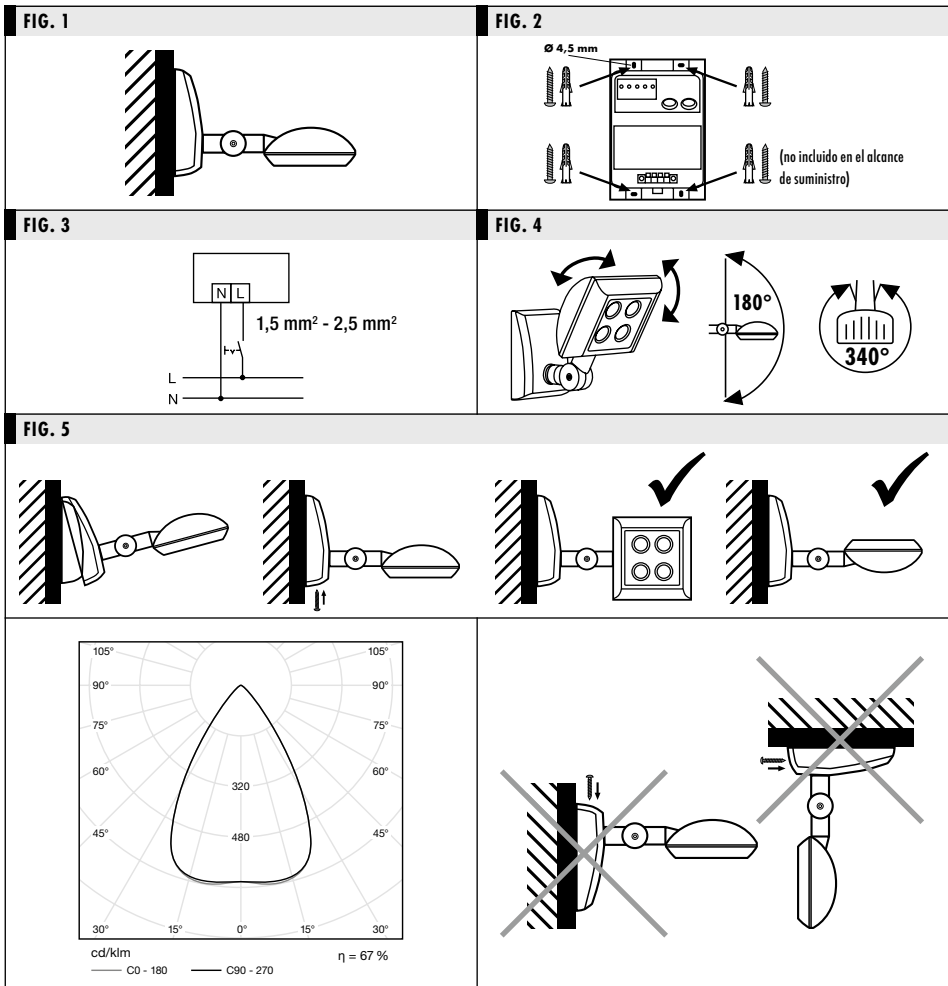 FIG. 1
FIG. 2
Ø 4,5 mm
(no incluido en el alcance
de suministro)
FIG. 3
N L
1,5 mm² - 2,5 mm²
L
N
FIG. 4
180°
340°
FIG. 5
105° 105°
90° 90°
75° 75°
60° 60°
320
45° 480 45°
30° 15° 0° 15° 30°
cd/klm η = 67 %
C0 - 180 C90 - 270